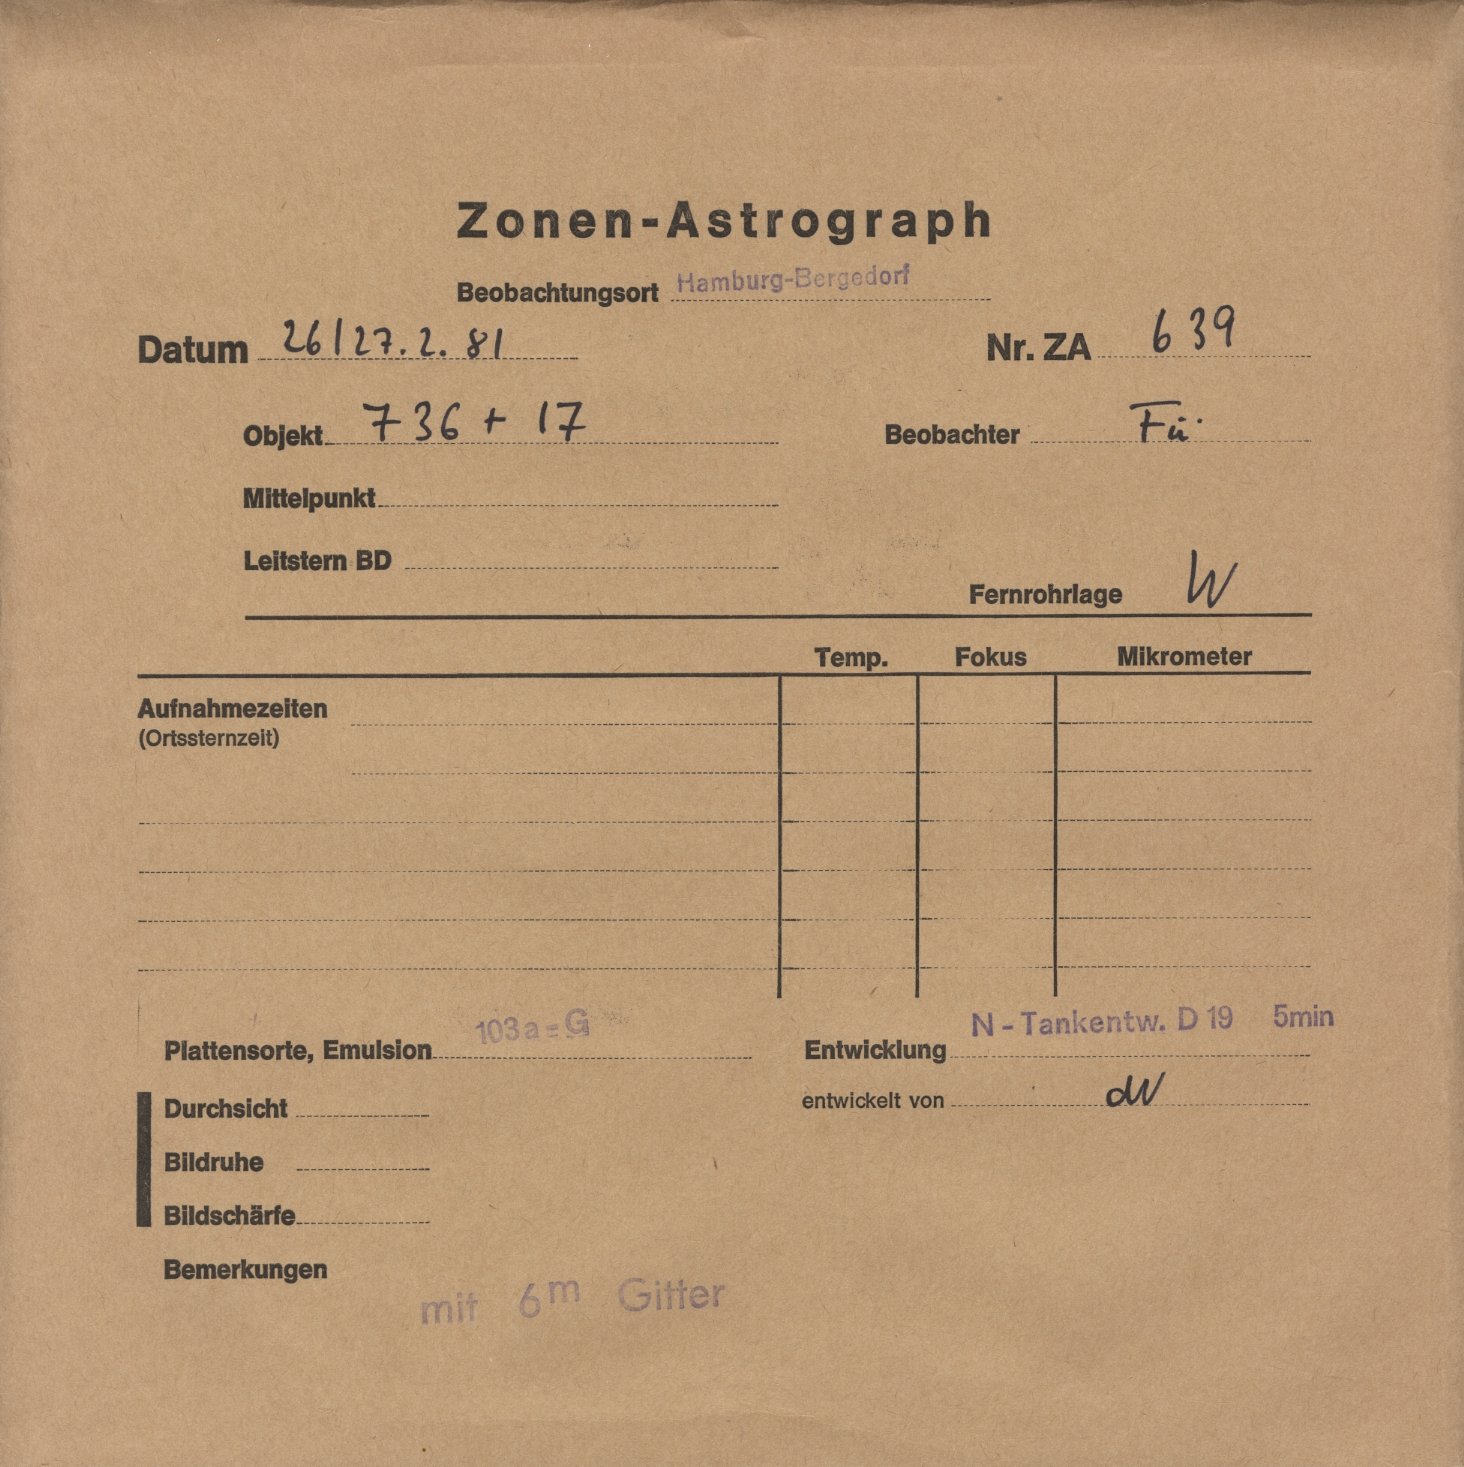 Zonen-Astrograph
Beobachtungsort Hamburg-Bergedorf
Datum 26/27.2.81 Nr. ZA 639
Objekt 736 + 17 Beobachter Fü.
Mittelpunkt
Leitstern BD
Fernrohrlage W
Temp. Fokus Mikrometer
Aufnahmezeiten
(Ortssternzeit)
Plattensorte, Emulsion 103a=G Entwicklung N - Tankentw. D 19 5min
Durchsicht entwickelt von dW
Bildruhe
Bildschärfe
Bemerkungen
mit 6m Gitter